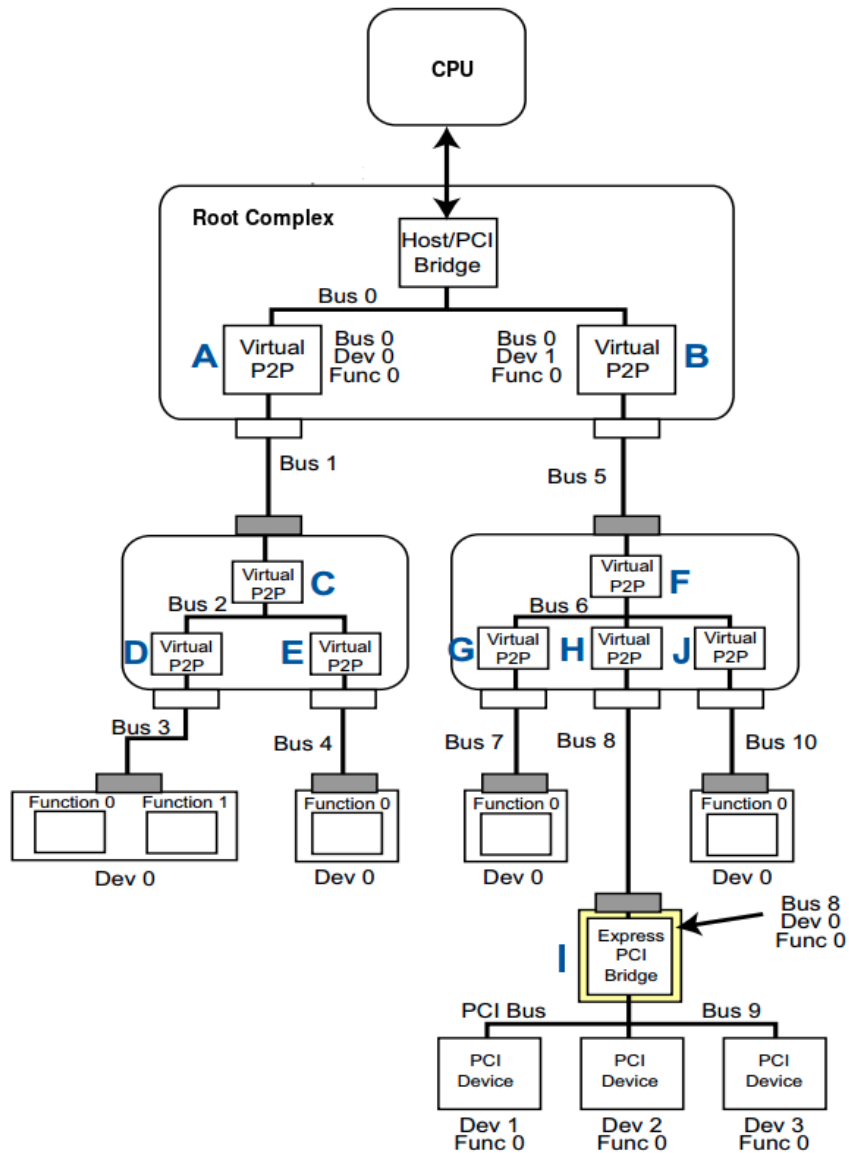 CPU
Root Complex
Host/PCI
Bridge
Bus 0
A
Virtual
P2P
Bus 0
Dev 0
Func 0
Bus 0
Dev 1
Func 0
Virtual
P2P
B
Bus 1
Bus 5
Virtual
P2P
C
Virtual
P2P
F
Bus 2
Bus 6
D
Virtual
P2P
E
Virtual
P2P
G
Virtual
P2P
H
Virtual
P2P
J
Virtual
P2P
Bus 3
Bus 4
Bus 7
Bus 8
Bus 10
Function 0
Function 1
Dev 0
Function 0
Dev 0
Function 0
Dev 0
Function 0
Dev 0
Bus 8
Dev 0
Func 0
I
Express
PCI
Bridge
PCI Bus
Bus 9
PCI
Device
Dev 1
Func 0
PCI
Device
Dev 2
Func 0
PCI
Device
Dev 3
Func 0